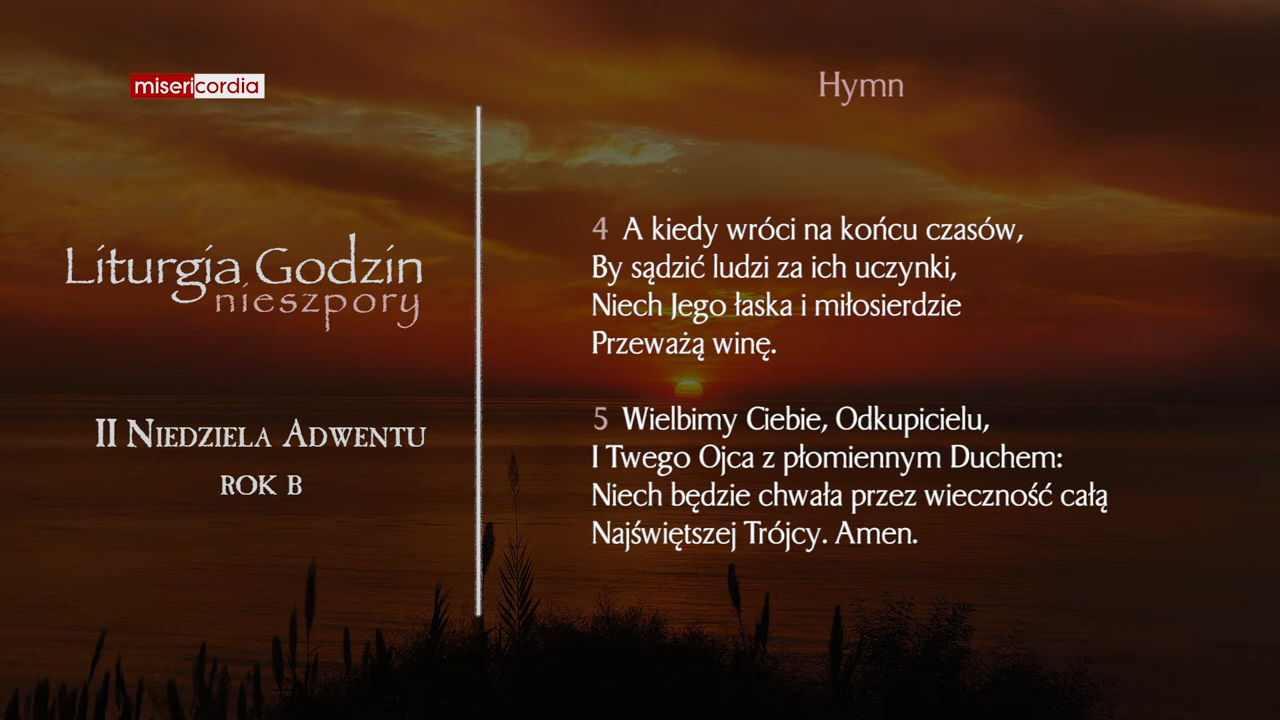 misericordia
Liturgia Godzin
nieszpory
II Niedziela Adwentu
rok B
Hymn
4 A kiedy wróci na końcu czasów,
By sądzić ludzi za ich uczynki,
Niech Jego łaska i miłosierdzie
Przeważą winę.
5 Wielbimy Ciebie, Odkupicielu,
I Twego Ojca z płomiennym Duchem:
Niech będzie chwała przez wieczność całą
Najświętszej Trójcy. Amen.